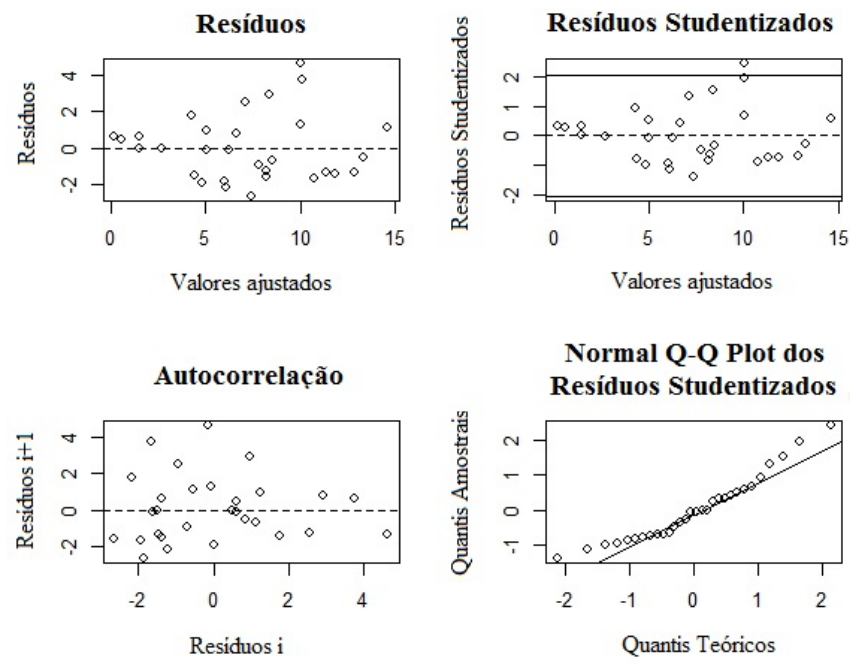 Resíduos
Resíduos
4
2
0
-2
0
5
10
15
Valores ajustados
Resíduos Studentizados
Resíduos Studentizados
2
1
0
-2
0
5
10
15
Valores ajustados
Autocorrelação
Resíduos i+1
4
2
0
-2
-2
0
2
4
Resíduos i
Normal Q-Q Plot dos
Resíduos Studentizados
Quantis Amostrais
2
1
0
-1
-2
-1
0
1
2
Quantis Teóricos